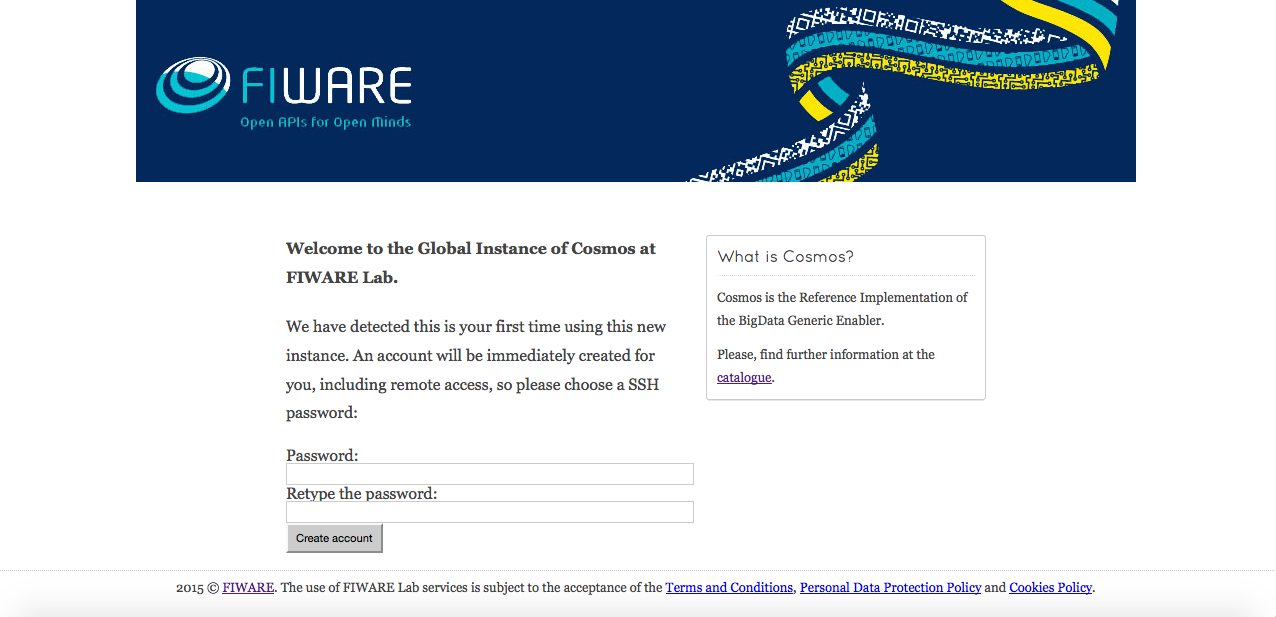 FIWARE
Open APIs for Open Minds
Welcome to the Global Instance of Cosmos at
FIWARE Lab.
We have detected this is your first time using this new
instance. An account will be immediately created for
you, including remote access, so please choose a SSH
password:
Password:
Retype the password:
Create account
What is Cosmos?
Cosmos is the Reference Implementation of
the BigData Generic Enabler.
Please, find further information at the
catalogue.
2015 © FIWARE. The use of FIWARE Lab services is subject to the acceptance of the Terms and Conditions, Personal Data Protection Policy and Cookies Policy.